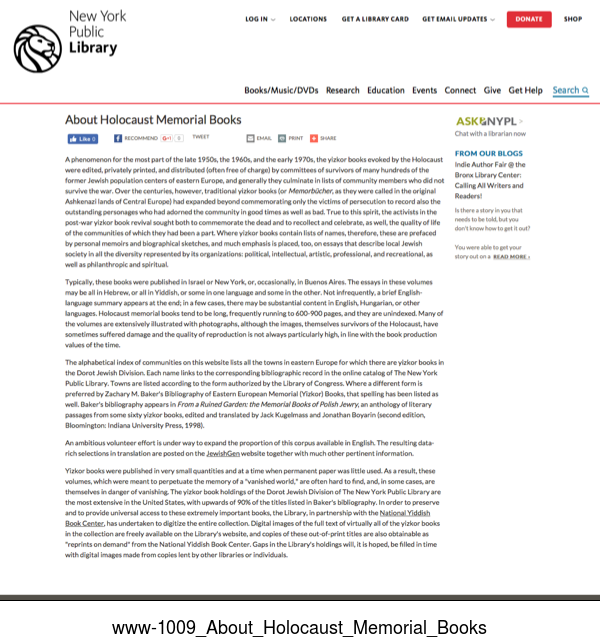 New York
Public
Library
LOG IN
LOCATIONS
GET A LIBRARY CARD
GET EMAIL UPDATES
DONATE
SHOP
Books/Music/DVDs Research Education Events Connect Give Get Help Search
About Holocaust Memorial Books
Like 0
RECOMMEND
G+1 0
TWEET
EMAIL
PRINT
SHARE
A phenomenon for the most part of the late 1950s, the 1960s, and the early 1970s, the yizkor books evoked by the Holocaust
were edited, privately printed, and distributed (often free of charge) by committees of survivors of many hundreds of the
former Jewish population centers of eastern Europe, and generally they culminate in lists of community members who did not
survive the war. Over the centuries, however, traditional yizkor books (or Memorbücher, as they were called in the original
Ashkenazi lands of Central Europe) had expanded beyond commemorating only the victims of persecution to record also the
outstanding personages who had adorned the community in good times as well as bad. True to this spirit, the activists in the
post-war yizkor book revival sought both to commemorate the dead and to recollect and celebrate, as well, the quality of life
of the communities of which they had been a part. Where yizkor books contain lists of names, therefore, these are prefaced
by personal memoirs and biographical sketches, and much emphasis is placed, too, on essays that describe local Jewish
society in all the diversity represented by its organizations: political, intellectual, artistic, professional, and recreational, as
well as philanthropic and spiritual.
Typically, these books were published in Israel or New York, or, occasionally, in Buenos Aires. The essays in these volumes
may be all in Hebrew, or all in Yiddish, or some in one language and some in the other. Not infrequently, a brief English-
language summary appears at the end; in a few cases, there may be substantial content in English, Hungarian, or other
languages. Holocaust memorial books tend to be long, frequently running to 600-900 pages, and they are unindexed. Many of
the volumes are extensively illustrated with photographs, although the images, themselves survivors of the Holocaust, have
sometimes suffered damage and the quality of reproduction is not always particularly high, in line with the book production
values of the time.
The alphabetical index of communities on this website lists all the towns in eastern Europe for which there are yizkor books in
the Dorot Jewish Division. Each name links to the corresponding bibliographic record in the online catalog of The New York
Public Library. Towns are listed according to the form authorized by the Library of Congress. Where a different form is
preferred by Zachary M. Baker's Bibliography of Eastern European Memorial (Yizkor) Books, that spelling has been listed as
well. Baker's bibliography appears in From a Ruined Garden: the Memorial Books of Polish Jewry, an anthology of literary
passages from some sixty yizkor books, edited and translated by Jack Kugelmass and Jonathan Boyarin (second edition,
Bloomington: Indiana University Press, 1998).
An ambitious volunteer effort is under way to expand the proportion of this corpus available in English. The resulting data-
rich selections in translation are posted on the JewishGen website together with much other pertinent information.
Yizkor books were published in very small quantities and at a time when permanent paper was little used. As a result, these
volumes, which were meant to perpetuate the memory of a "vanished world," are often hard to find, and, in some cases, are
themselves in danger of vanishing. The yizkor book holdings of the Dorot Jewish Division of The New York Public Library are
the most extensive in the United States, with upwards of 90% of the titles listed in Baker's bibliography. In order to preserve
and to provide universal access to these extremely important books, the Library, in partnership with the National Yiddish
Book Center, has undertaken to digitize the entire collection. Digital images of the full text of virtually all of the yizkor books
in the collection are freely available on the Library's website, and copies of these out-of-print titles are also obtainable as
"reprints on demand" from the National Yiddish Book Center. Gaps in the Library's holdings will, it is hoped, be filled in time
with digital images made from copies lent by other libraries or individuals.
ASK NYPL >
Chat with a librarian now
FROM OUR BLOGS
Indie Author Fair @ the
Bronx Library Center:
Calling All Writers and
Readers!
Is there a story in you that
needs to be told, but you
don't know how to get it out?
You were able to get your
story out on a READ MORE >
www-1009_About_Holocaust_Memorial_Books